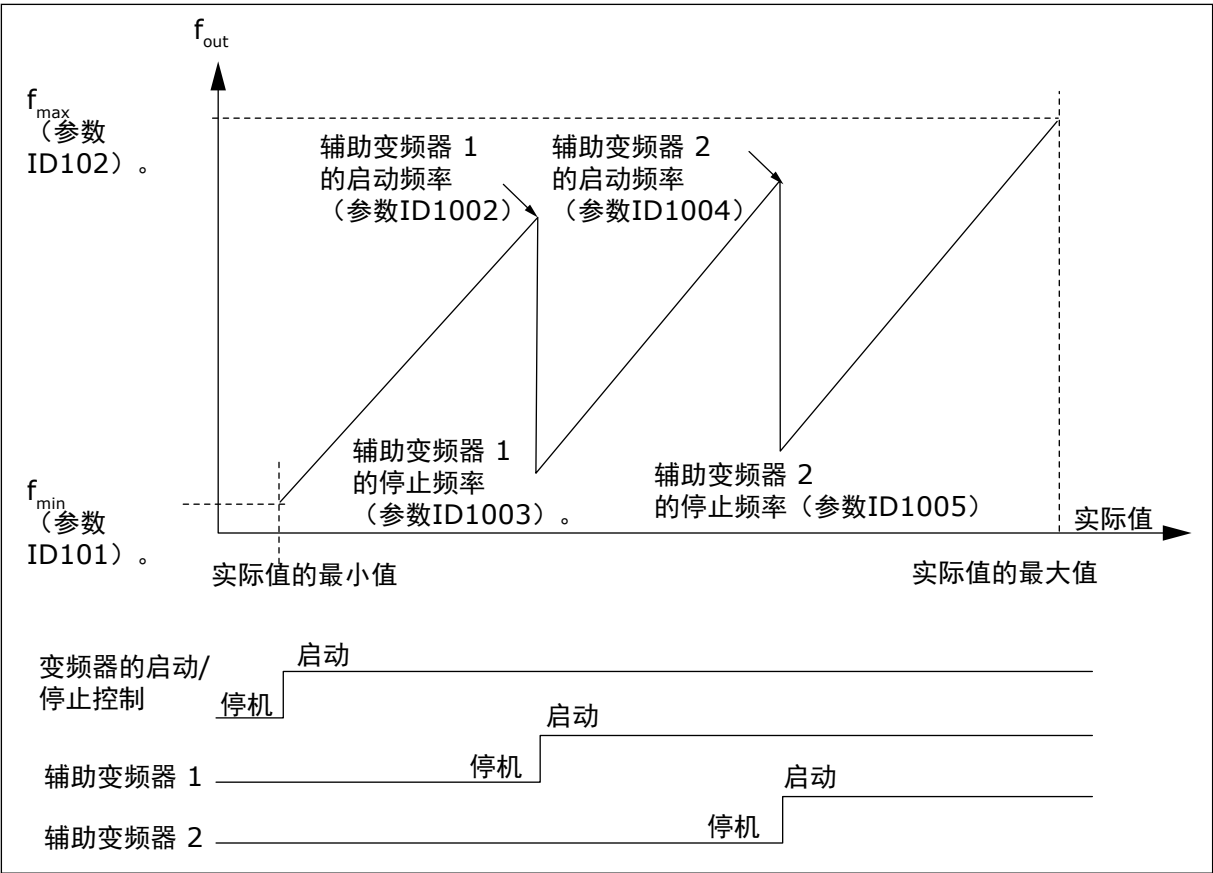 fout
fmax
（参数
ID102）。
辅助变频器 1
的启动频率
（参数ID1002）
辅助变频器 2
的启动频率
（参数ID1004）
辅助变频器 1
的停止频率
（参数ID1003）。
辅助变频器 2
的停止频率（参数ID1005）
fmin
（参数
ID101）。
实际值
实际值的最小值
实际值的最大值
变频器的启动/
停止控制
停机
启动
辅助变频器 1
停机
启动
辅助变频器 2
停机
启动